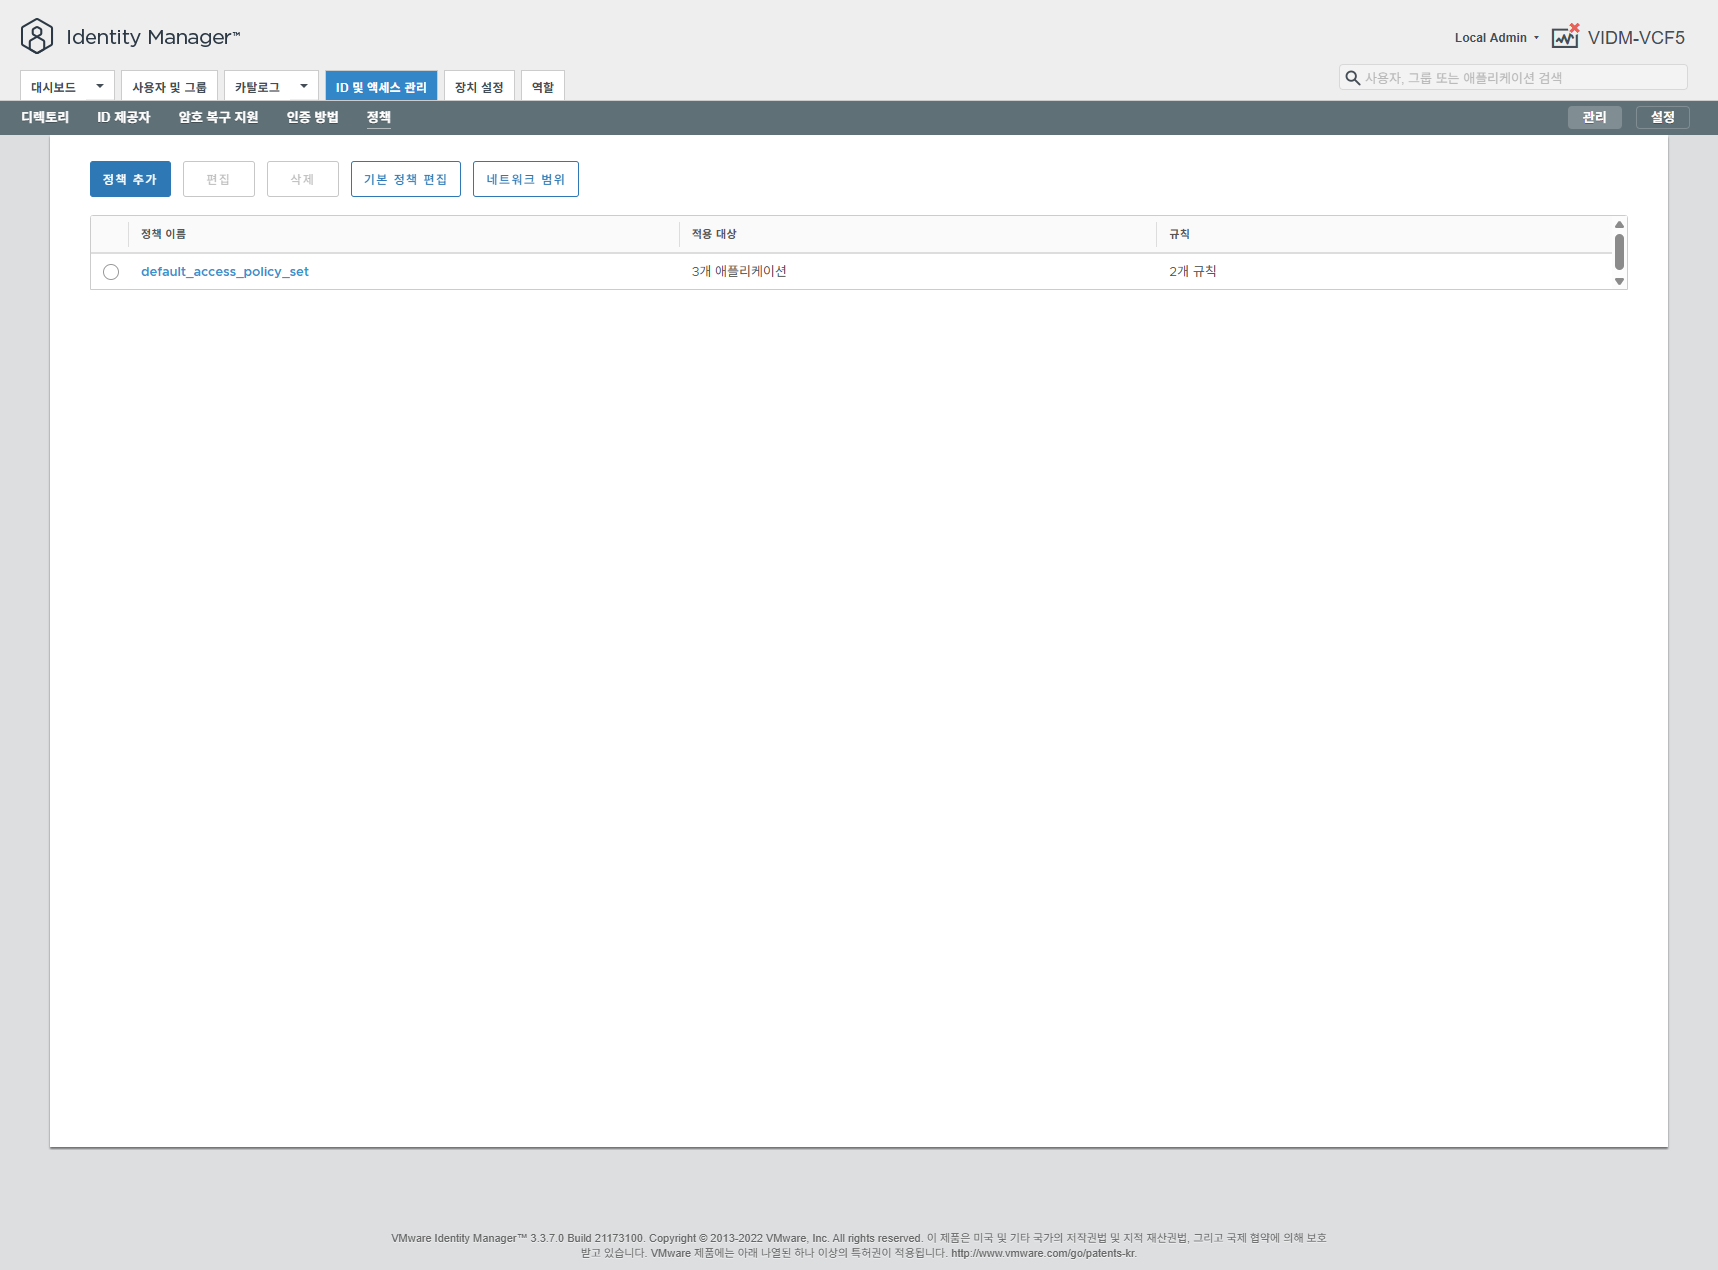 Identity Manager™
Local Admin
VIDM-VCF5
대시보드
사용자 및 그룹
카탈로그
ID 및 액세스 관리
장치 설정
역할
사용자, 그룹 또는 애플리케이션 검색
디렉토리
ID 제공자
암호 복구 지원
인증 방법
정책
관리
설정
정책 추가
편집
삭제
기본 정책 편집
네트워크 범위
정책 이름
적용 대상
규칙
default_access_policy_set
3개 애플리케이션
2개 규칙
VMware Identity Manager™ 3.3.7.0 Build 21173100. Copyright © 2013-2022 VMware, Inc. All rights reserved. 이 제품은 미국 및 기타 국가의 저작권법 및 지적 재산권법, 그리고 국제 협약에 의해 보호
받고 있습니다. VMware 제품에는 아래 나열된 하나 이상의 특허권이 적용됩니다. http://www.vmware.com/go/patents-kr.